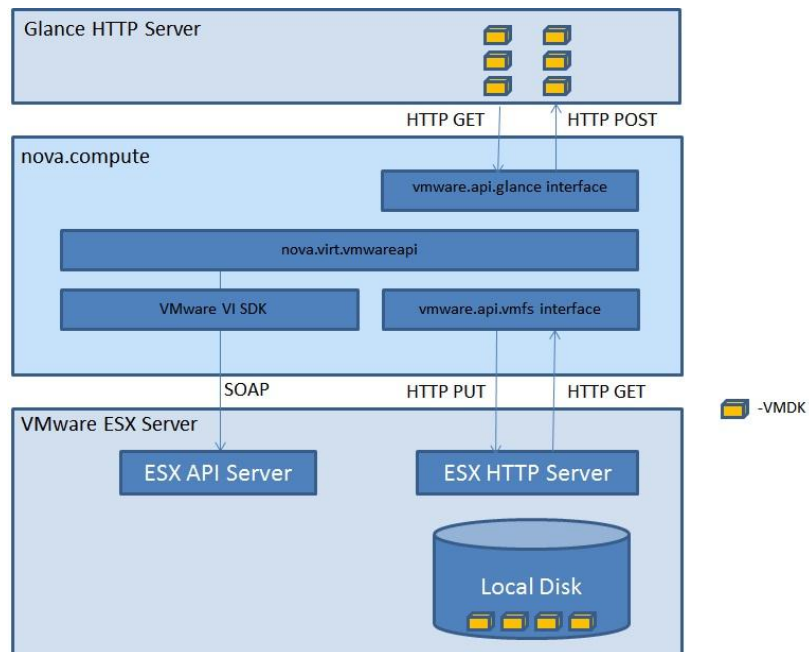 Glance HTTP Server
HTTP GET
HTTP POST
nova.compute
vmware.api.glance interface
nova.virt.vmwareapi
VMware VI SDK
vmware.api.vmfs interface
SOAP
HTTP PUT
HTTP GET
-VMDK
VMware ESX Server
ESX API Server
ESX HTTP Server
Local Disk